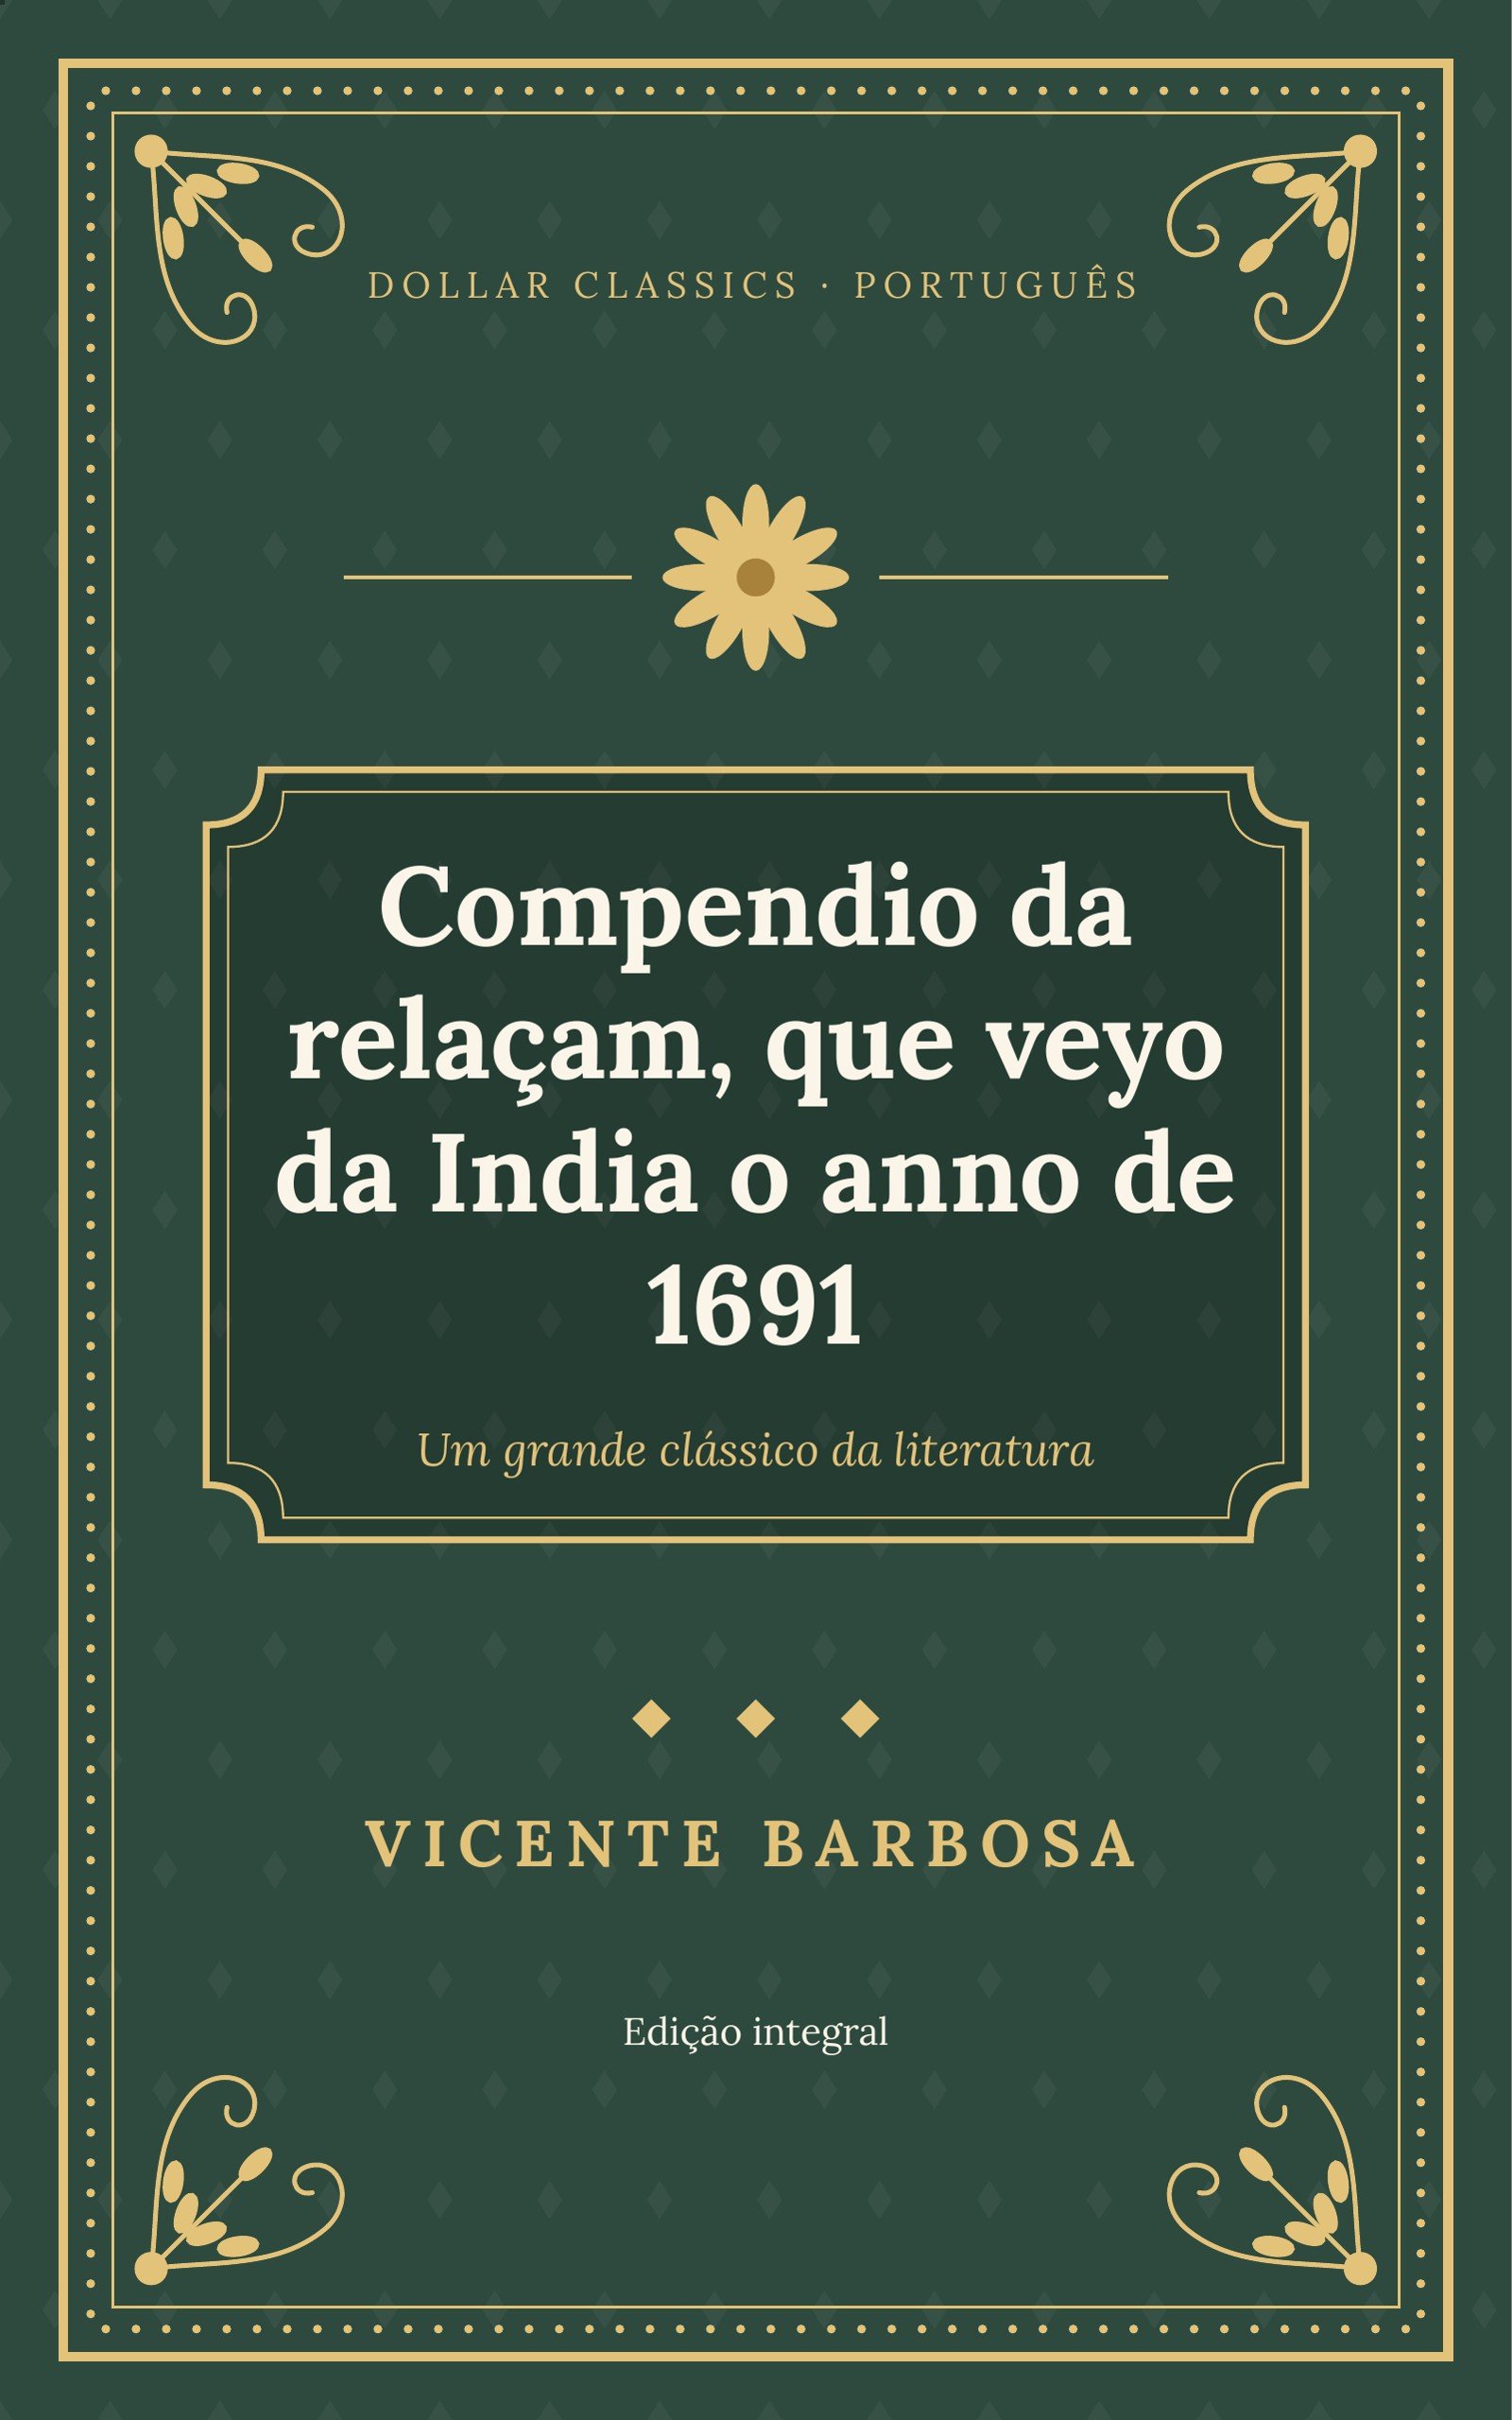 DOLLAR CLASSICS · PORTUGUÊS
Compendio da
relaçam, que veyo
da India o anno de
1691
Um grande clássico da literatura
VICENTE BARBOSA
Edição integral